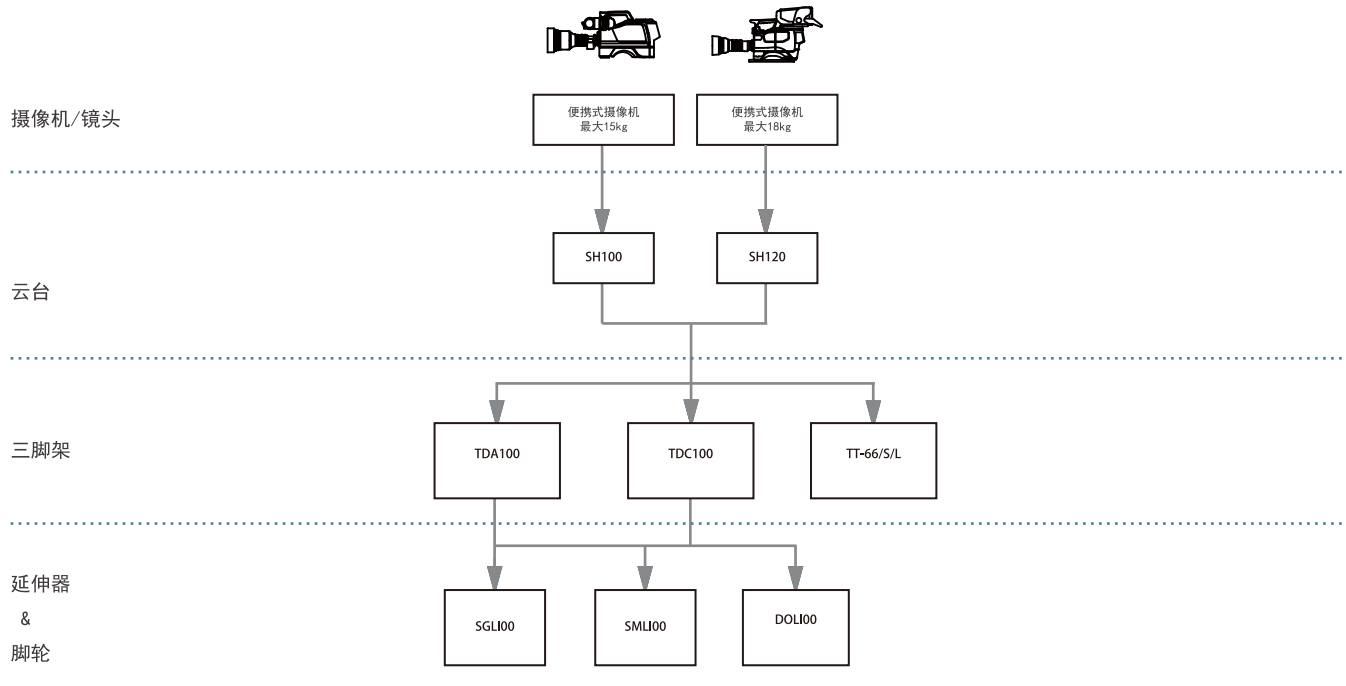 摄像机/镜头
便携式摄像机
最大15kg
便携式摄像机
最大18kg
云台
SH100
SH120
三脚架
TDA100
TDC100
TT-66/S/L
延伸器
&
脚轮
SGLI00
SMLI00
DOLI00